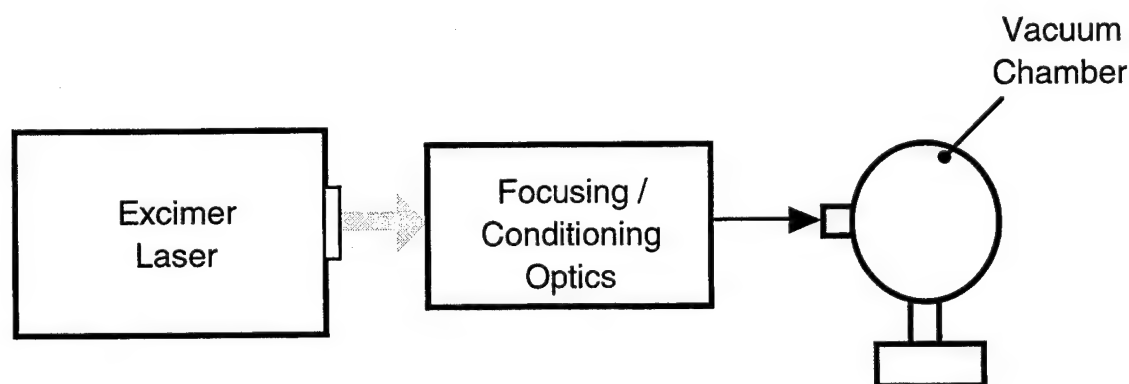 Vacuum
Chamber
Excimer
Laser
Focusing /
Conditioning
Optics